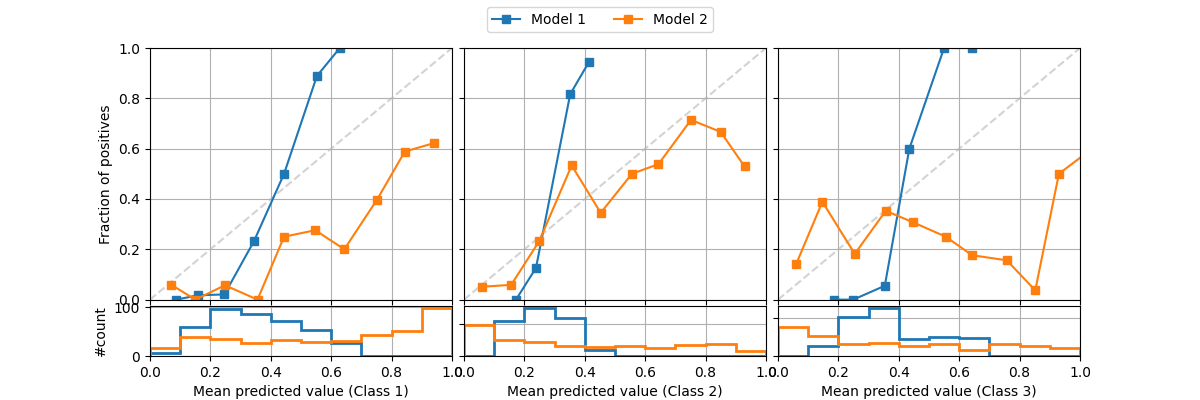 Model 1 Model 2
1.0
0.8
0.6
0.4
0.2
0.0
Fraction of positives
100
0
#count
0.0 0.2 0.4 0.6 0.8 1.0
0.0 0.2 0.4 0.6 0.8 1.0
0.0 0.2 0.4 0.6 0.8 1.0
Mean predicted value (Class 1)
Mean predicted value (Class 2)
Mean predicted value (Class 3)